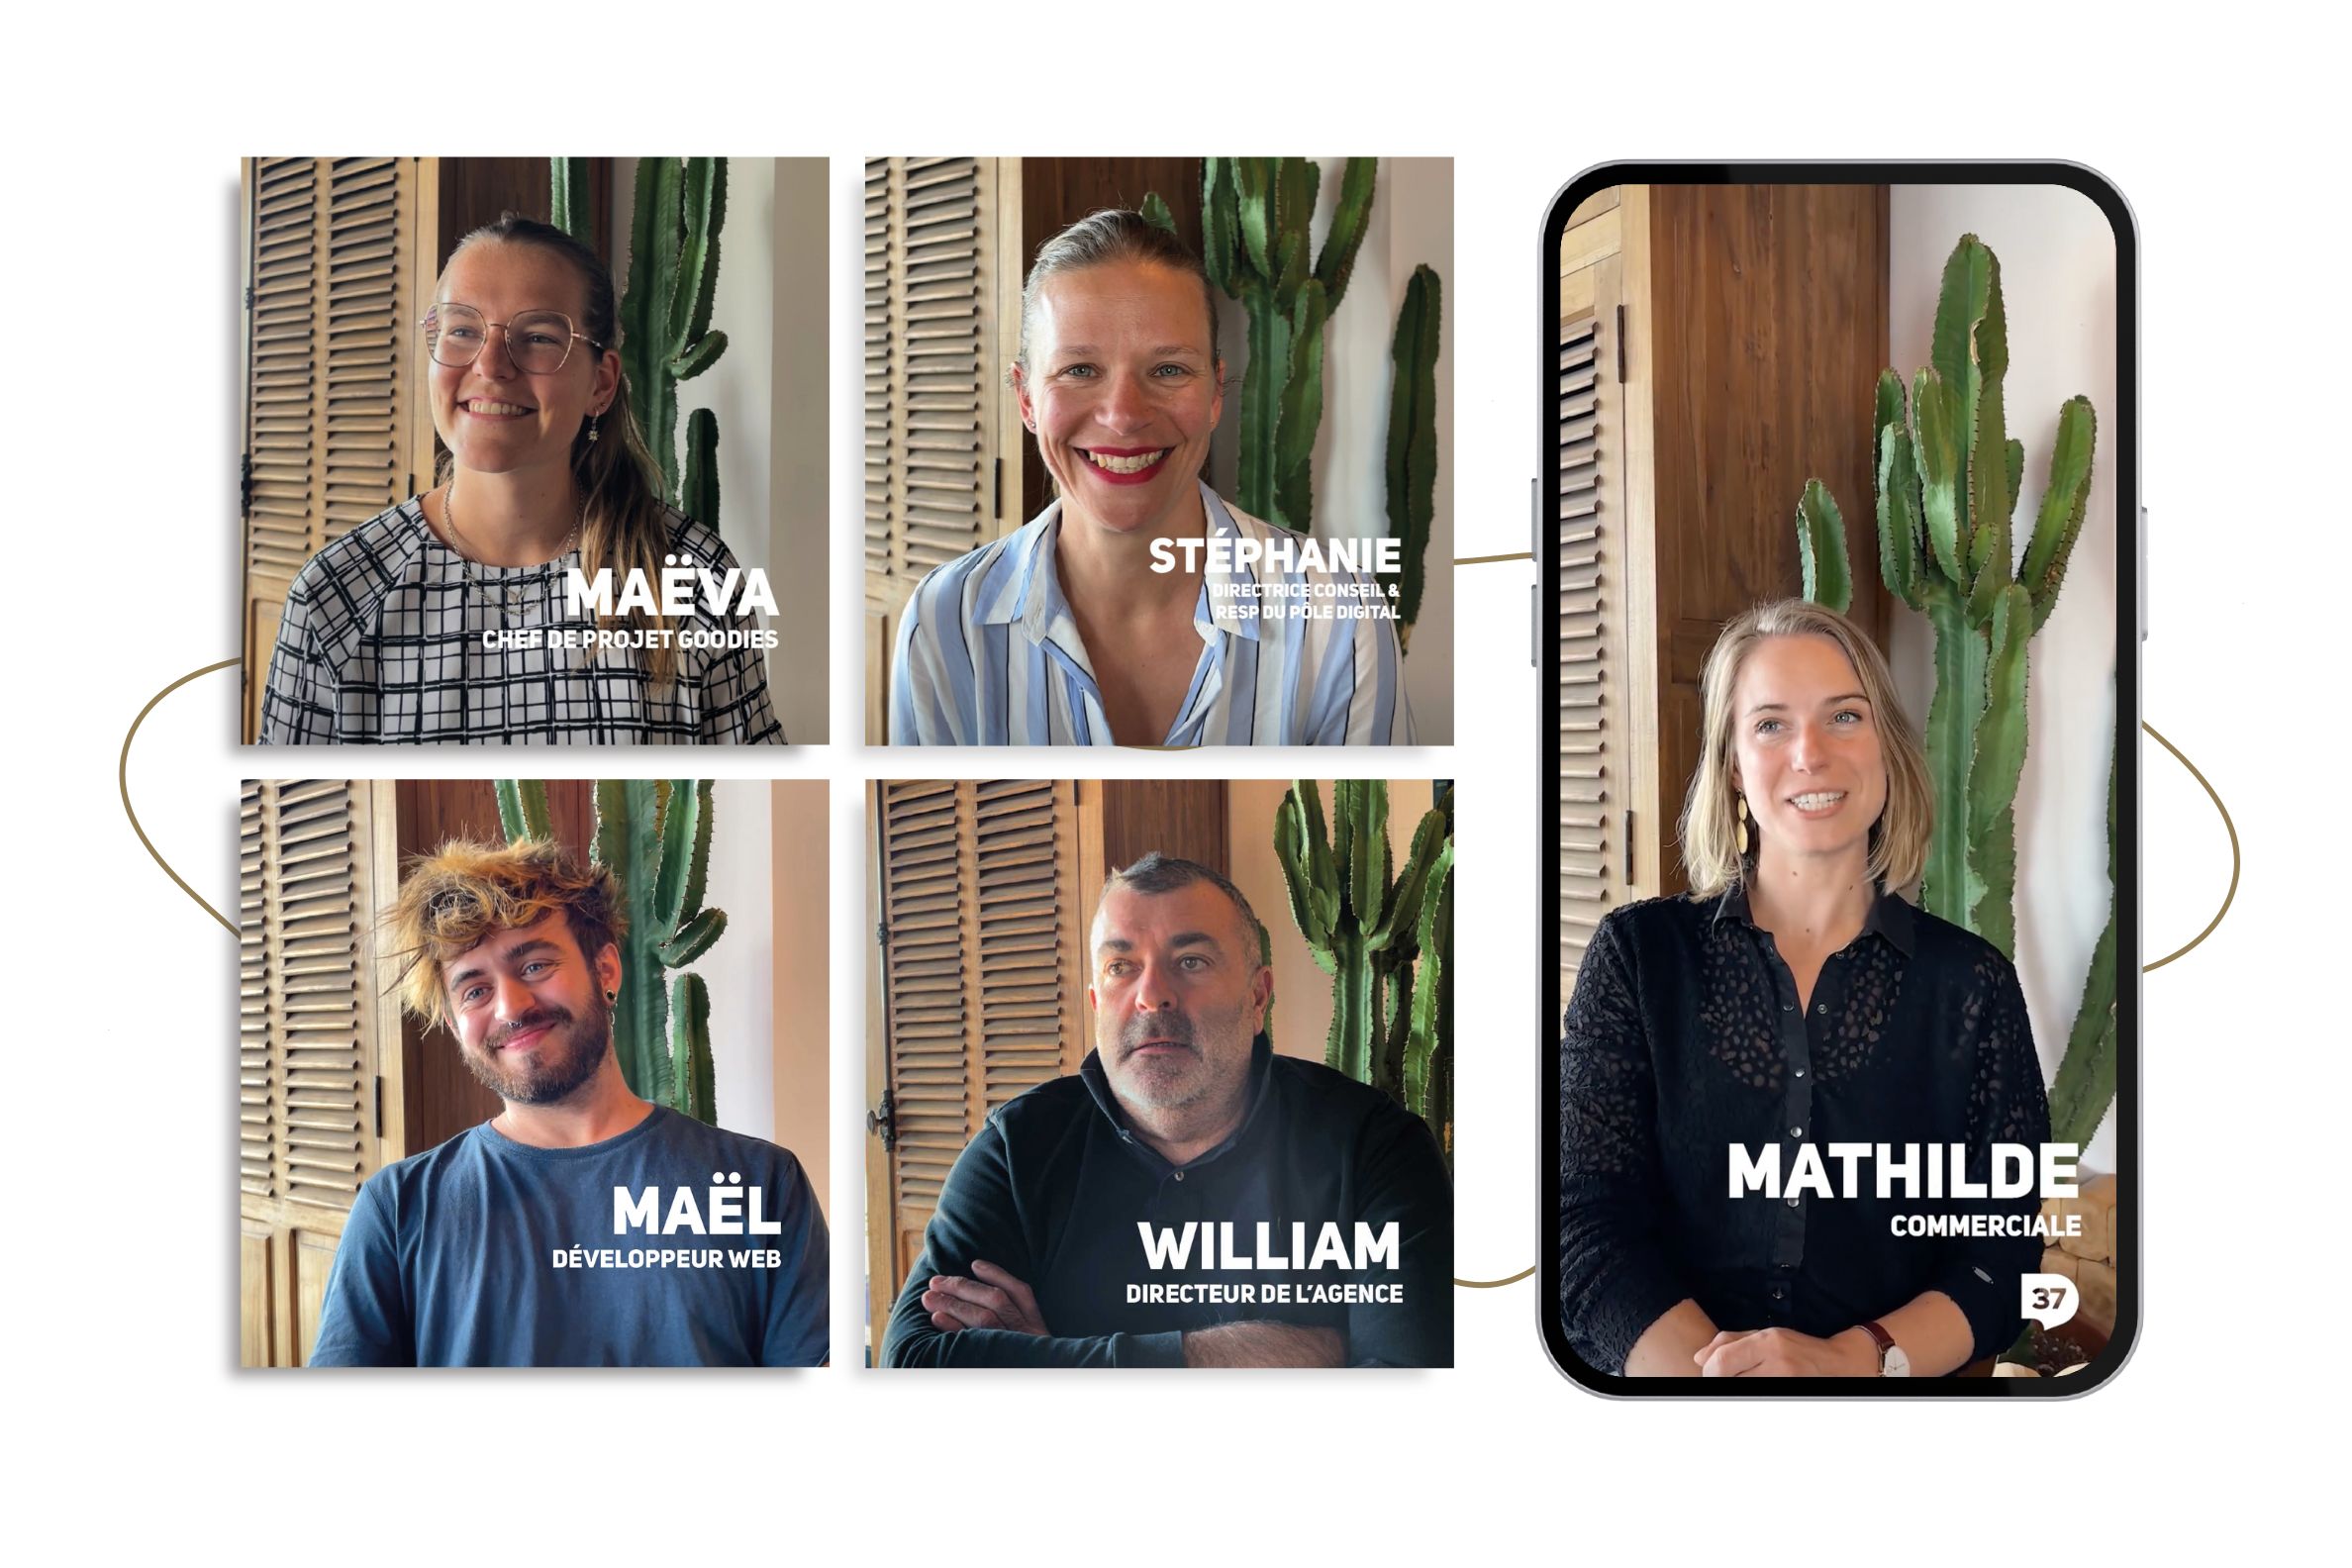 MAËVA
CHEF DE PROJET GOODIES
STÉPHANIE
DIRECTRICE CONSEIL &
RESP DU PÔLE DIGITAL
MAËL
DÉVELOPPEUR WEB
WILLIAM
DIRECTEUR DE L'AGENCE
MATHILDE
COMMERCIALE
37